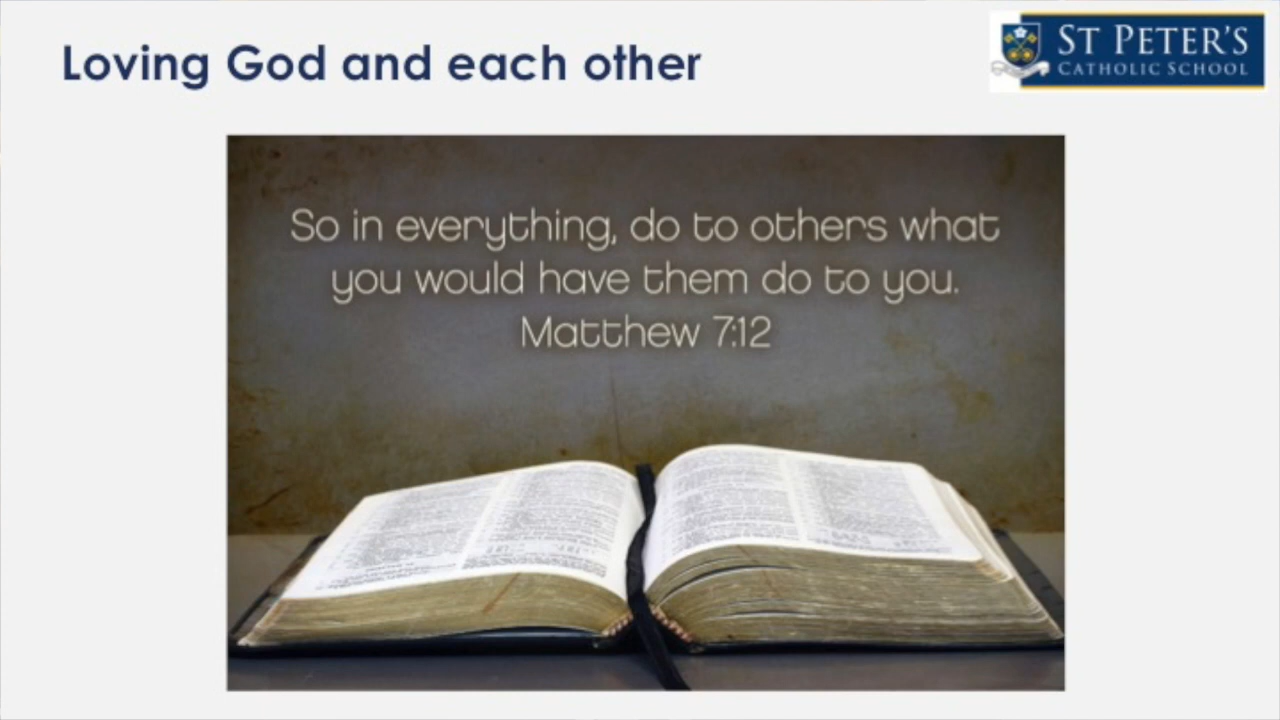 Loving God and each other
ST PETER'S
CATHOLIC SCHOOL
So in everything, do to others what
you would have them do to you.
Matthew 7:12